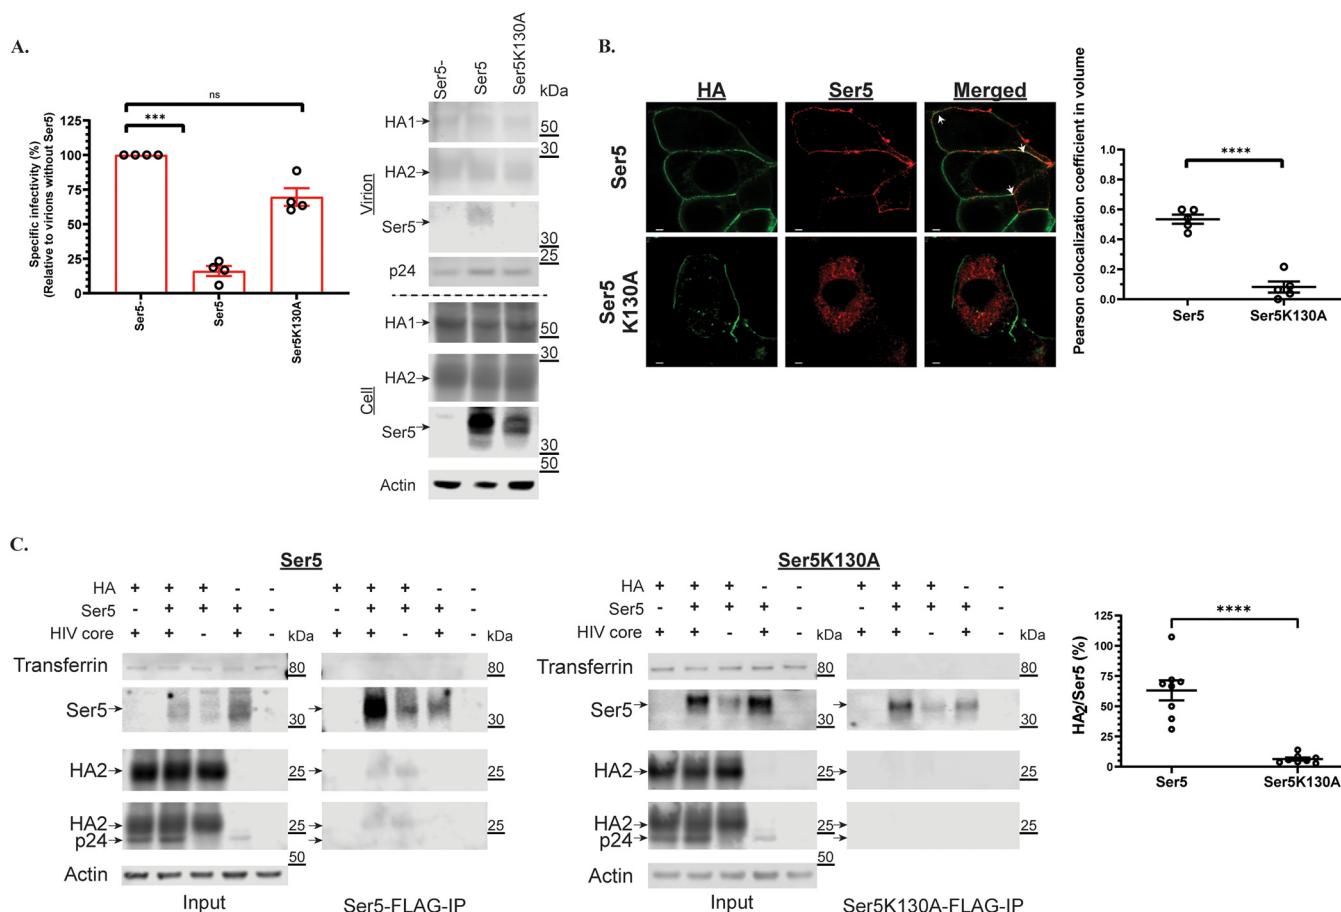 A.
ns
***
Specific infectivity (%)
(Relative to virions without Ser5)
125
100
75
50
25
0
Ser5-
Ser5
Ser5K130A
Ser5-
Ser5
Ser5K130A
kDa
Virion
HA1
50
30
HA2
Ser5
30
25
p24
Cell
HA1
50
30
HA2
Ser5
30
50
Actin
B.
HA
Ser5
Merged
Ser5
Ser5
K130A
Pearson colocalization coefficient in volume
1.0
0.8
0.6
0.4
0.2
0.0
****
Ser5
Ser5K130A
C.
Ser5
HA + + + - - + + + - -
Ser5 - + + + - - + + + -
HIV core + + - + - kDa + + - + - kDa
Transferrin 80 80
Ser5 30 30
HA2 25 25
HA2 25 25
p24
50
Actin
Input
Ser5-FLAG-IP
Ser5K130A
HA + + + - - + + + - -
Ser5 - + + + - - + + + -
HIV core + + - + - kDa + + - + - kDa
Transferrin 80 80
Ser5 30 30
HA2 25 25
HA2 25 25
p24
50
Actin
Input
Ser5K130A-FLAG-IP
HA2/Ser5 (%)
125
100
75
50
25
0
****
Ser5
Ser5K130A